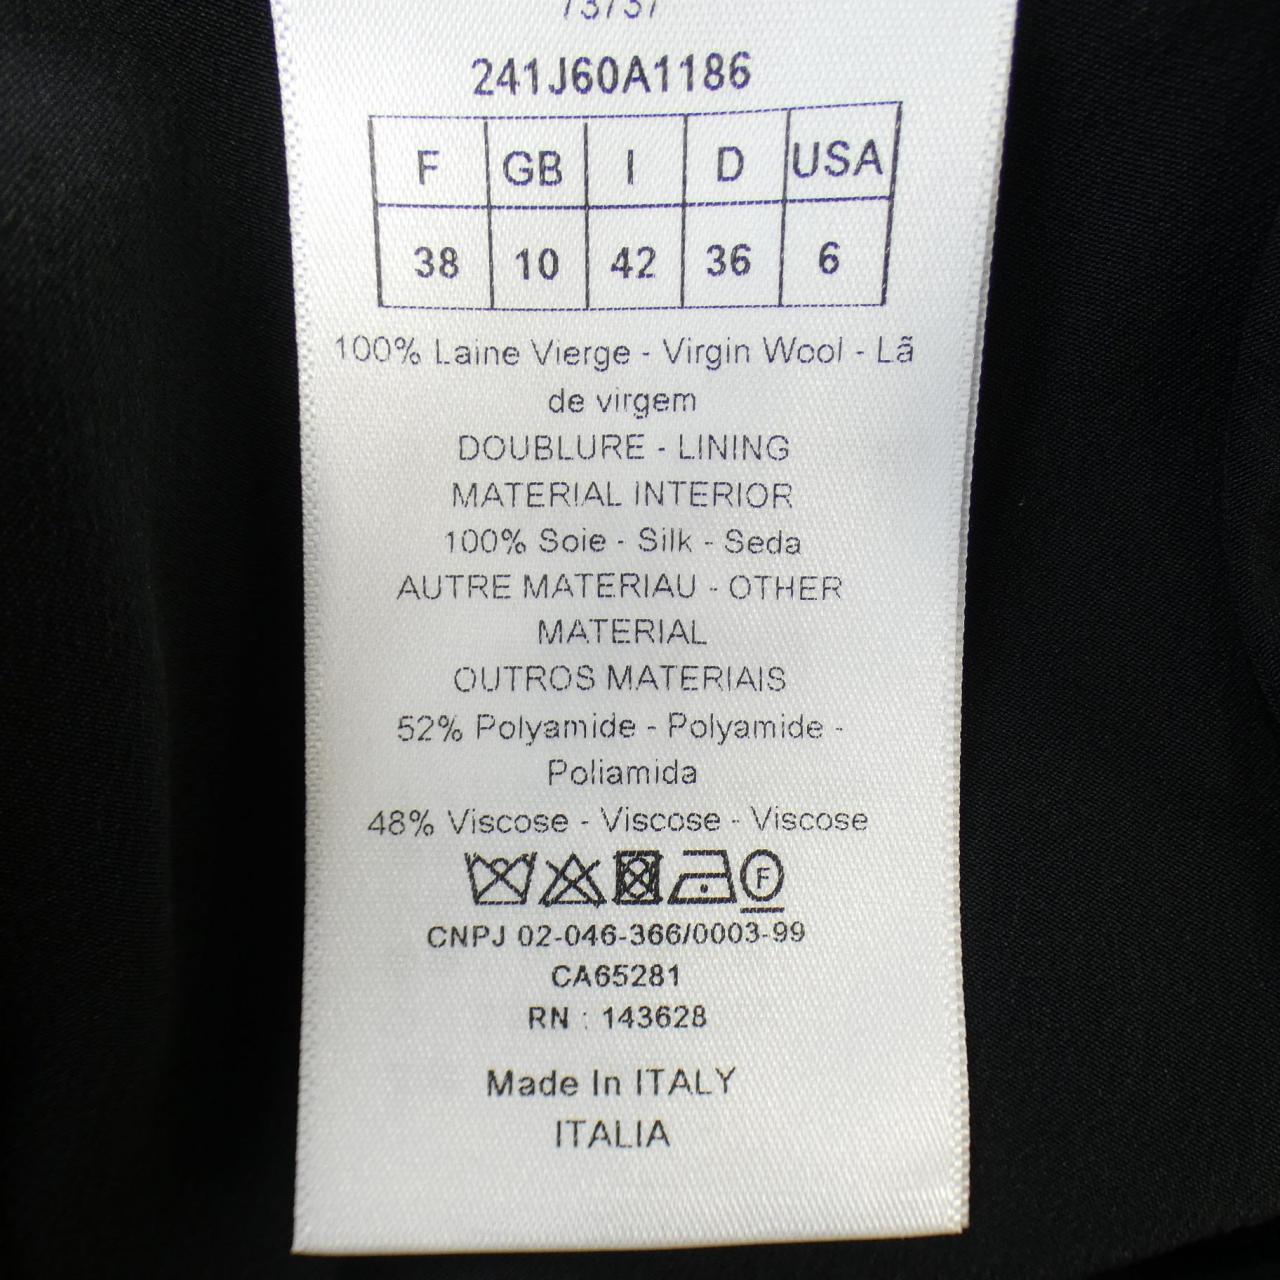 241J60A1186
F GB I D USA
38 10 42 36 6
100% Laine Vierge - Virgin Wool - Lã
de virgem
DOUBLURE - LINING
MATERIAL INTERIOR
100% Soie - Silk - Seda
AUTRE MATERIAU - OTHER
MATERIAL
OUTROS MATERIAIS
52% Polyamide - Polyamide -
Poliamida
48% Viscose - Viscose - Viscose
F
CNPJ 02-046-366/0003-99
CA65281
RN : 143628
Made In ITALY
ITALIA